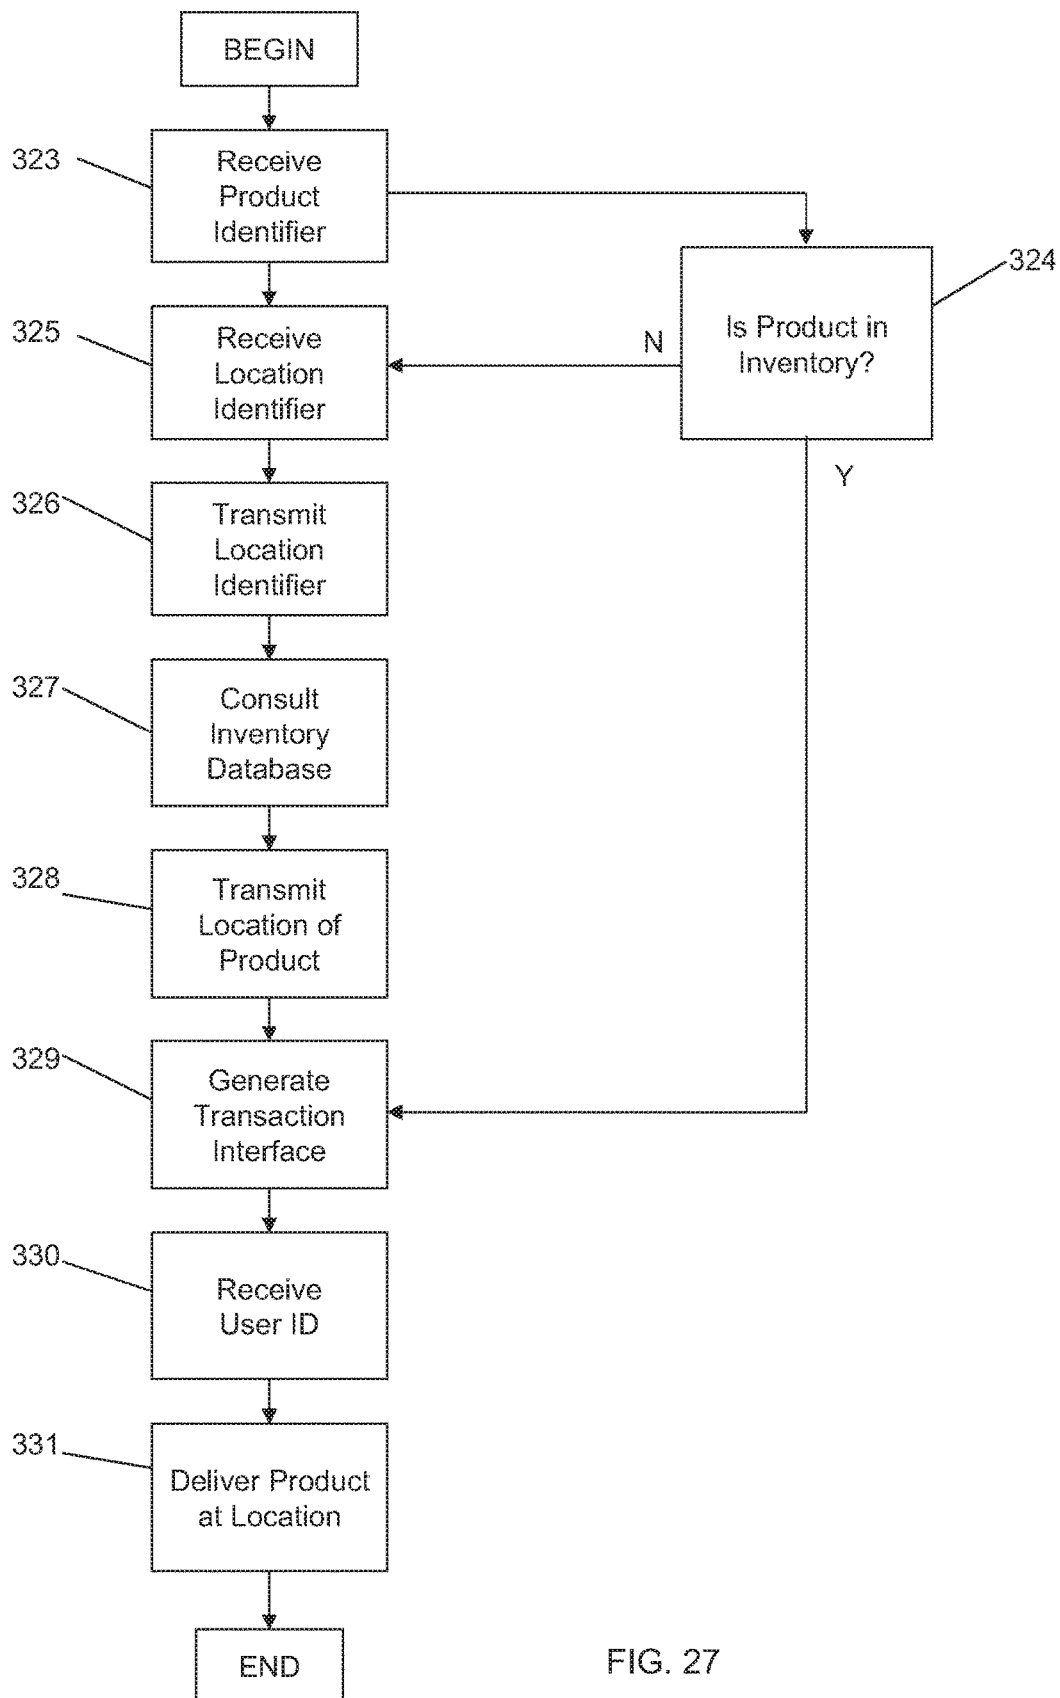 BEGIN
323
Receive
Product
Identifier
324
Is Product in
Inventory?
N
Y
325
Receive
Location
Identifier
326
Transmit
Location
Identifier
327
Consult
Inventory
Database
328
Transmit
Location of
Product
329
Generate
Transaction
Interface
330
Receive
User ID
331
Deliver Product
at Location
END
FIG. 27